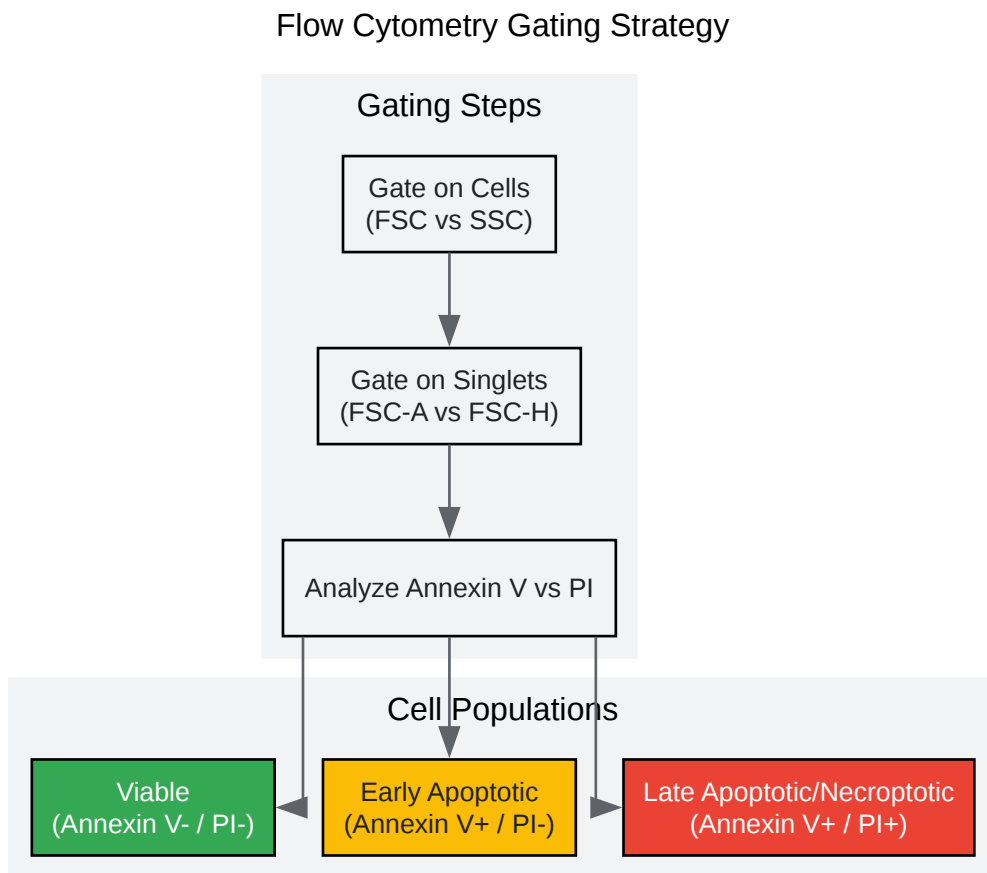 Flow Cytometry Gating Strategy
Gating Steps
Gate on Cells
(FSC vs SSC)
Gate on Singlets
(FSC-A vs FSC-H)
Analyze Annexin V vs PI
Cell Populations
Viable
(Annexin V- / PI-)
Early Apoptotic
(Annexin V+ / PI-)
Late Apoptotic/Necroptotic
(Annexin V+ / PI+)